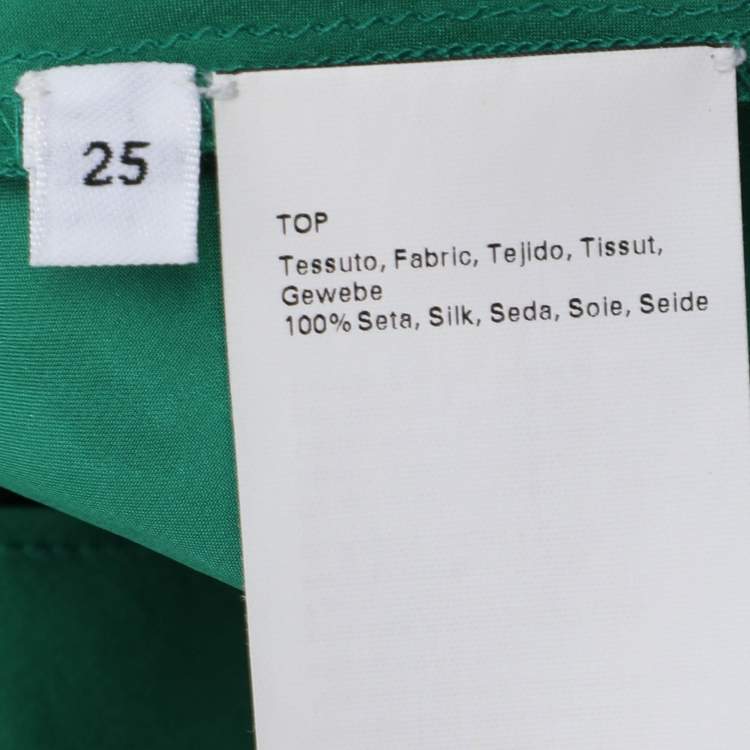 25
TOP
Tessuto, Fabric, Tejido, Tissut,
Gewebe
100% Seta, Silk, Seda, Soie, Seide